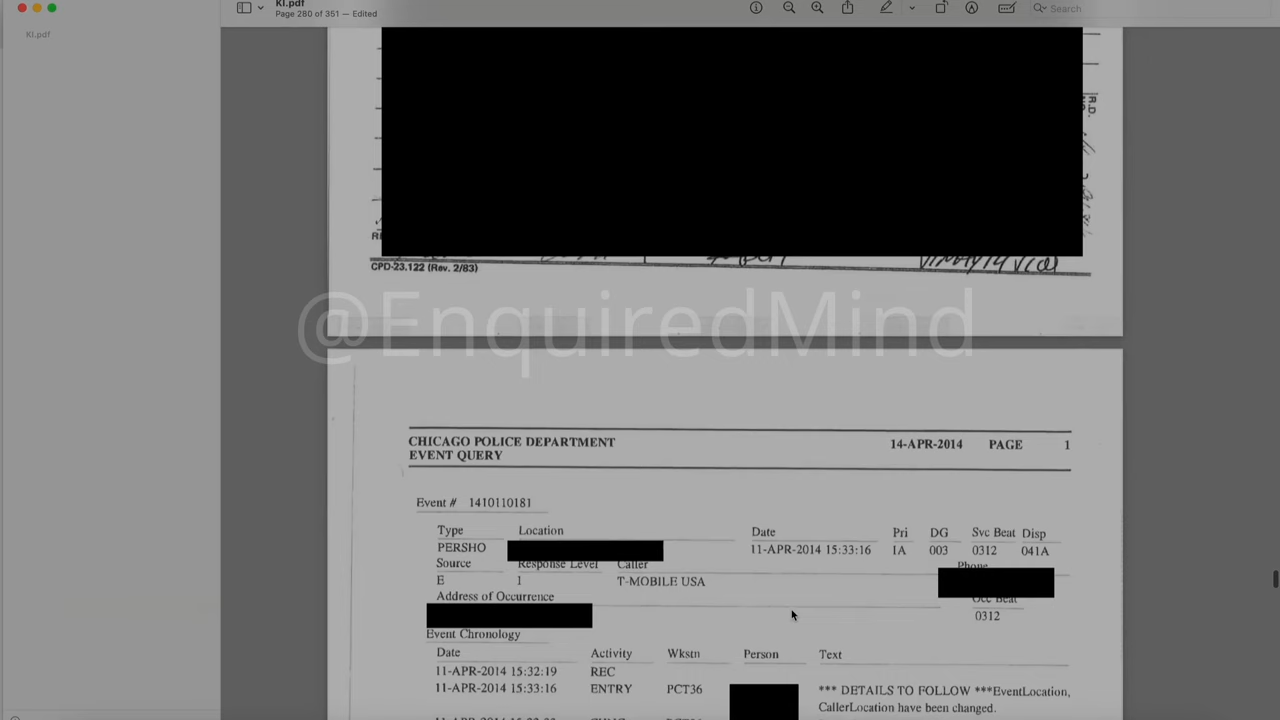 KI.pdf
Page 280 of 351 — Edited
Search
KI.pdf
R.D.
CPD-23.122 (Rev. 2/83)
@EnquiredMind
CHICAGO POLICE DEPARTMENT 14-APR-2014 PAGE 1
EVENT QUERY
Event # 1410110181
Type Location Date Pri DG Svc Beat Disp
PERSHO 11-APR-2014 15:33:16 IA 003 0312 041A
Source Response Level Caller Phone
E 1 T-MOBILE USA
Address of Occurrence Occ Beat
0312
Event Chronology
Date Activity Wkstn Person Text
11-APR-2014 15:32:19 REC
11-APR-2014 15:33:16 ENTRY PCT36 *** DETAILS TO FOLLOW ***EventLocation,
CallerLocation have been changed.